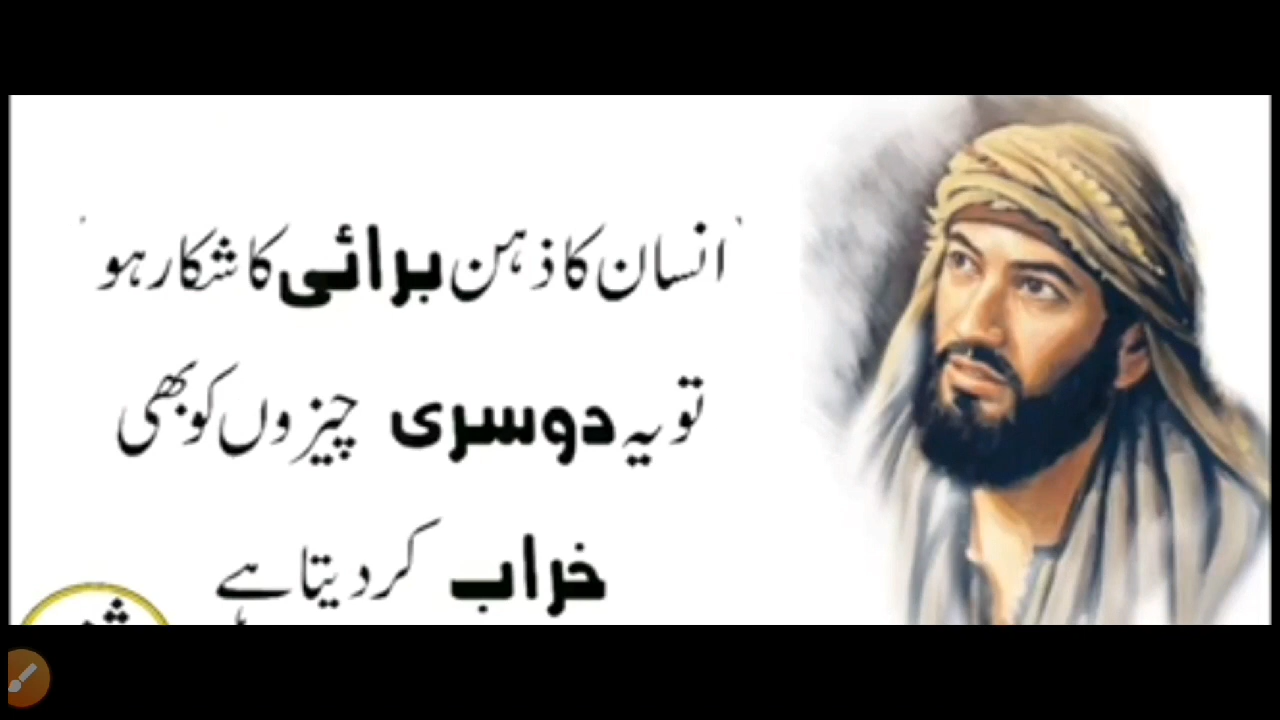 انسان کا ذہن برائی کا شکار ہو
تو یہ دوسری چیزوں کو بھی
خراب کر دیتا ہے